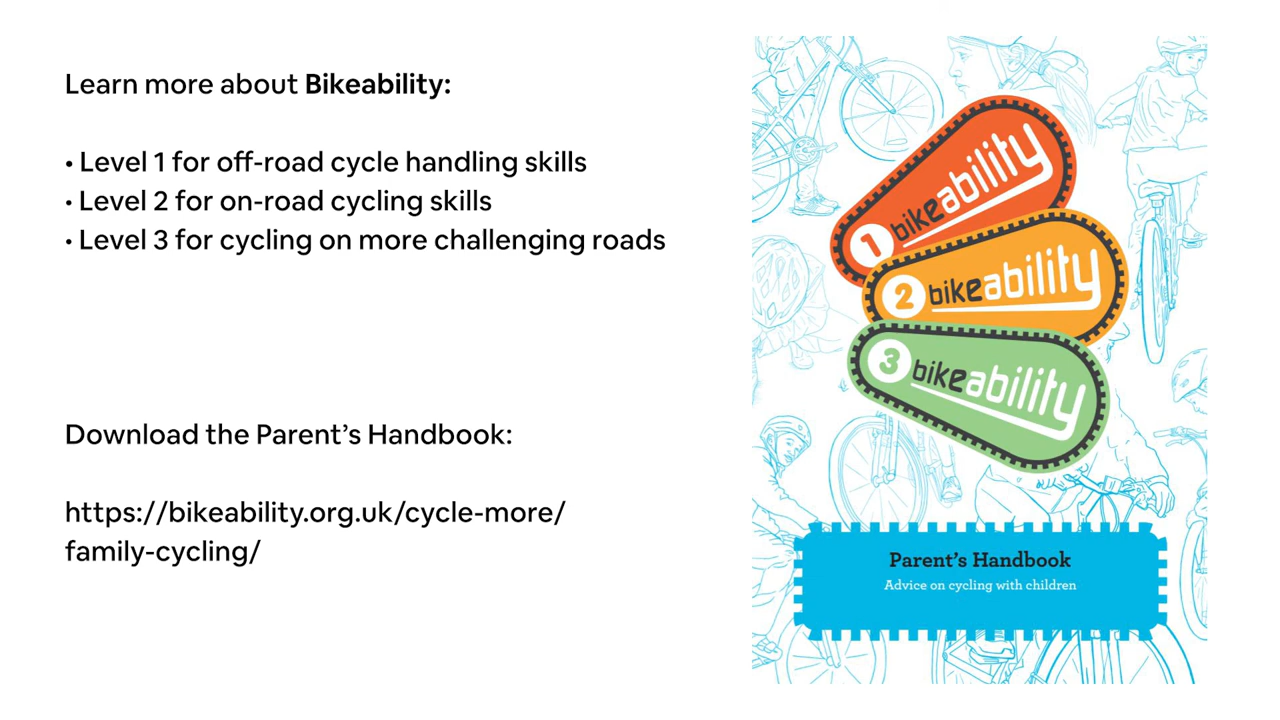 Learn more about Bikeability:
• Level 1 for off-road cycle handling skills
• Level 2 for on-road cycling skills
• Level 3 for cycling on more challenging roads
Download the Parent’s Handbook:
https://bikeability.org.uk/cycle-more/
family-cycling/
1 bikeability
2 bikeability
3 bikeability
Parent’s Handbook
Advice on cycling with children